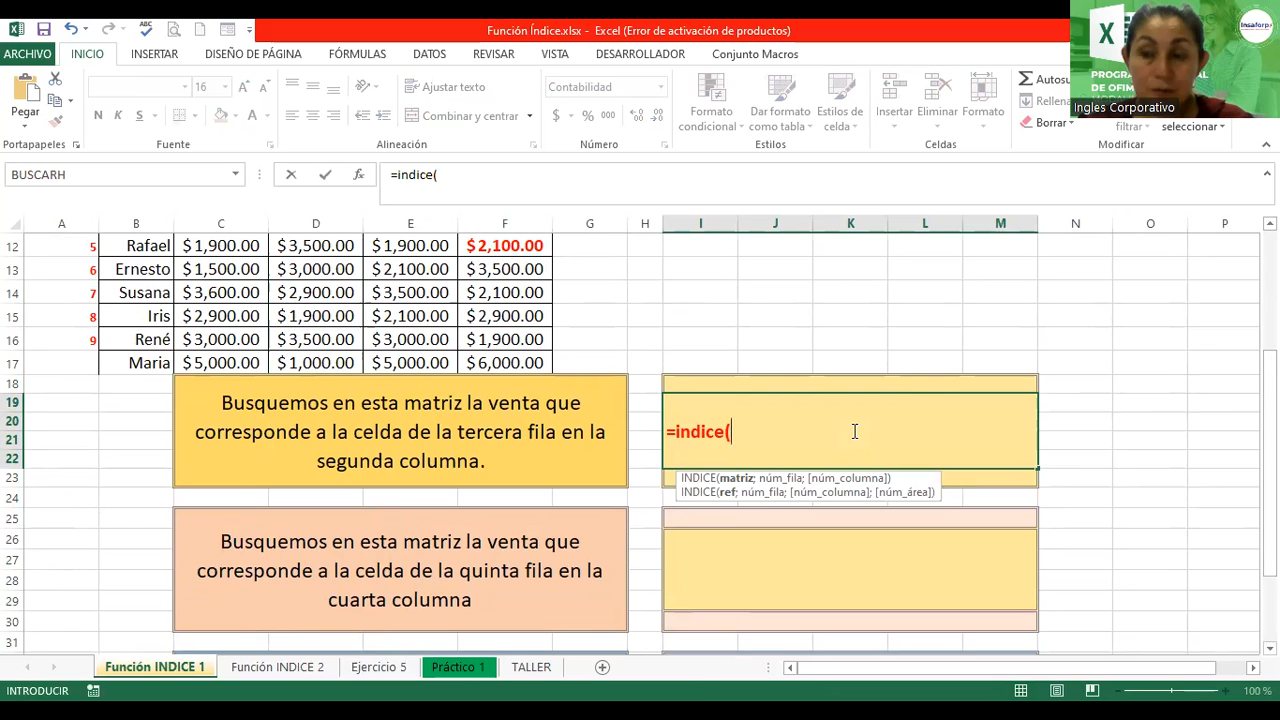 Función Índice.xlsx - Excel (Error de activación de productos)
ARCHIVO INICIO INSERTAR DISEÑO DE PÁGINA FÓRMULAS DATOS REVISAR VISTA DESARROLLADOR Conjunto Macros
Insaforp
X
Ingles Corporativo
Pegar
16
N K S
Ajustar texto
Combinar y centrar
Contabilidad
$ % 000
Formato condicional
Dar formato como tabla
Estilos de celda
Insertar
Eliminar
Formato
Autosu
Rellena
Borrar
filtrar
seleccionar
Portapapeles Fuente Alineación Número Estilos Celdas Modificar
BUSCARH
=indice(
A B C D E F G H I J K L M N O P
12 5 Rafael $ 1,900.00 $ 3,500.00 $ 1,900.00 $ 2,100.00
13 6 Ernesto $ 1,500.00 $ 3,000.00 $ 2,100.00 $ 3,500.00
14 7 Susana $ 3,600.00 $ 2,900.00 $ 3,500.00 $ 2,100.00
15 8 Iris $ 2,900.00 $ 1,900.00 $ 2,100.00 $ 2,900.00
16 9 René $ 3,000.00 $ 3,500.00 $ 3,000.00 $ 1,900.00
17 Maria $ 5,000.00 $ 1,000.00 $ 5,000.00 $ 6,000.00
18
19
20
21
22
23
24
25
26
27
28
29
30
31
Busquemos en esta matriz la venta que
corresponde a la celda de la tercera fila en la
segunda columna.
=indice(
INDICE(matriz; núm_fila; [núm_columna])
INDICE(ref; núm_fila; [núm_columna]; [núm_área])
Busquemos en esta matriz la venta que
corresponde a la celda de la quinta fila en la
cuarta columna
Función INDICE 1 Función INDICE 2 Ejercicio 5 Práctico 1 TALLER
INTRODUCIR
100 %